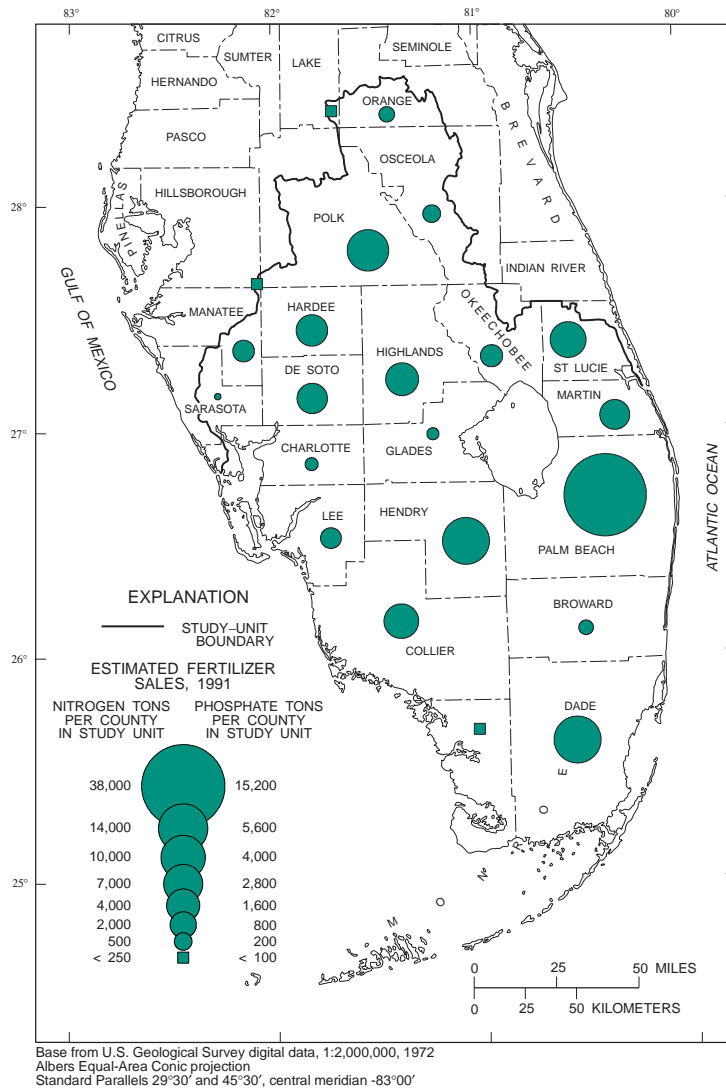 83°
82°
81°
80°
CITRUS
SUMTER
LAKE
SEMINOLE
HERNANDO
ORANGE
BREVARD
PASCO
OSCEOLA
HILLSBOROUGH
PINELLAS
28°
POLK
INDIAN RIVER
GULF OF MEXICO
MANATEE
HARDEE
OKEECHOBEE
HIGHLANDS
DE SOTO
ST LUCIE
MARTIN
SARASOTA
27°
CHARLOTTE
GLADES
LEE
HENDRY
ATLANTIC OCEAN
PALM BEACH
BROWARD
COLLIER
26°
DADE
MONROE
25°
EXPLANATION
STUDY–UNIT
BOUNDARY
ESTIMATED FERTILIZER
SALES, 1991
NITROGEN TONS
PER COUNTY
IN STUDY UNIT
PHOSPHATE TONS
PER COUNTY
IN STUDY UNIT
38,000 15,200
14,000 5,600
10,000 4,000
7,000 2,800
4,000 1,600
2,000 800
500 200
< 250 < 100
0 25 50 MILES
0 25 50 KILOMETERS
Base from U.S. Geological Survey digital data, 1:2,000,000, 1972
Albers Equal-Area Conic projection
Standard Parallels 29°30′ and 45°30′, central meridian -83°00′